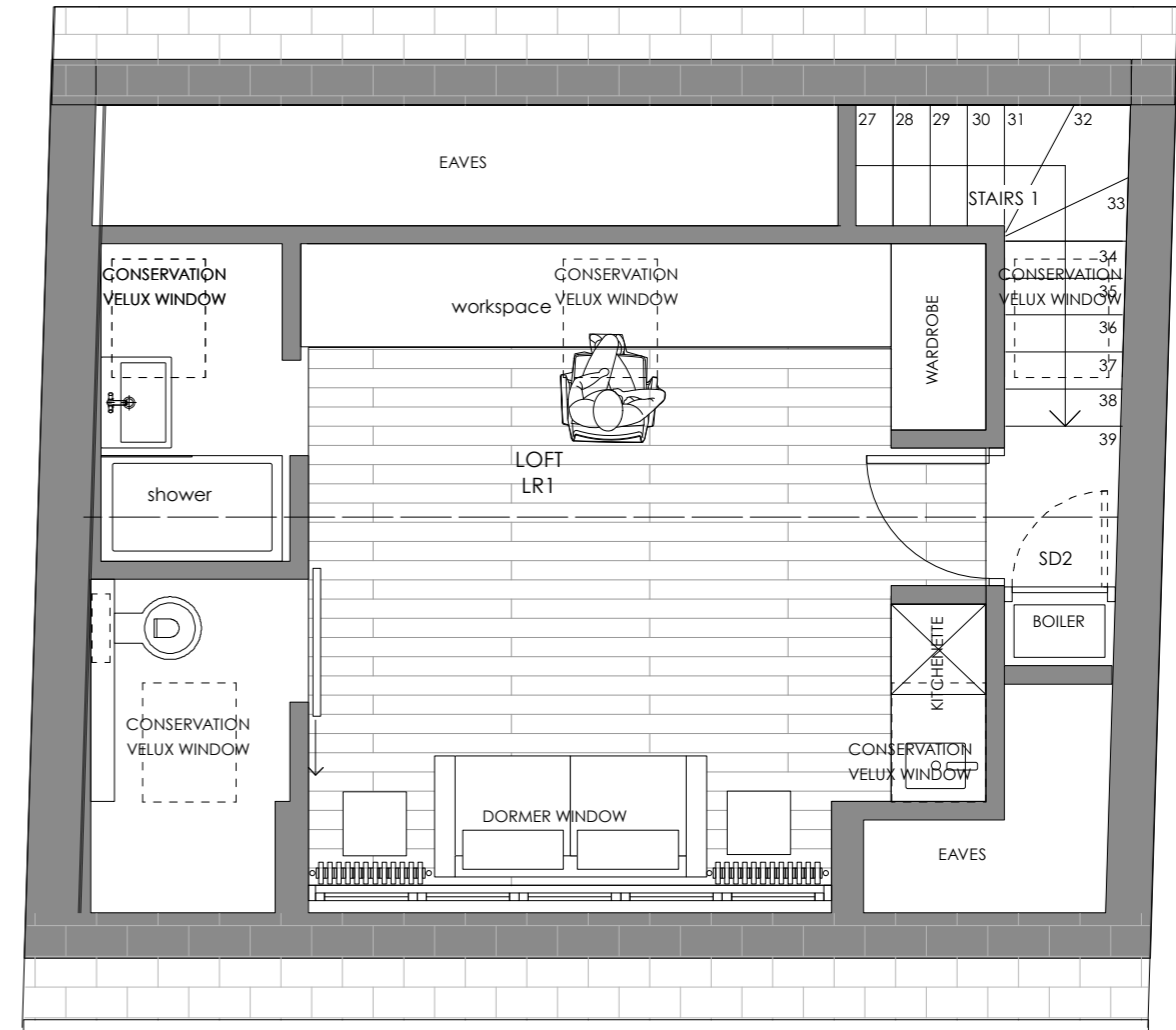 27 28 29 30 31 32
EAVES
STAIRS 1
33
34
CONSERVATION
VELUX WINDOW
CONSERVATION
VELUX WINDOW
CONSERVATION
VELUX WINDOW
35
workspace
36
WARDROBE
37
38
39
LOFT
LR1
shower
SD2
BOILER
KITCHENETTE
CONSERVATION
VELUX WINDOW
CONSERVATION
VELUX WINDOW
DORMER WINDOW
EAVES